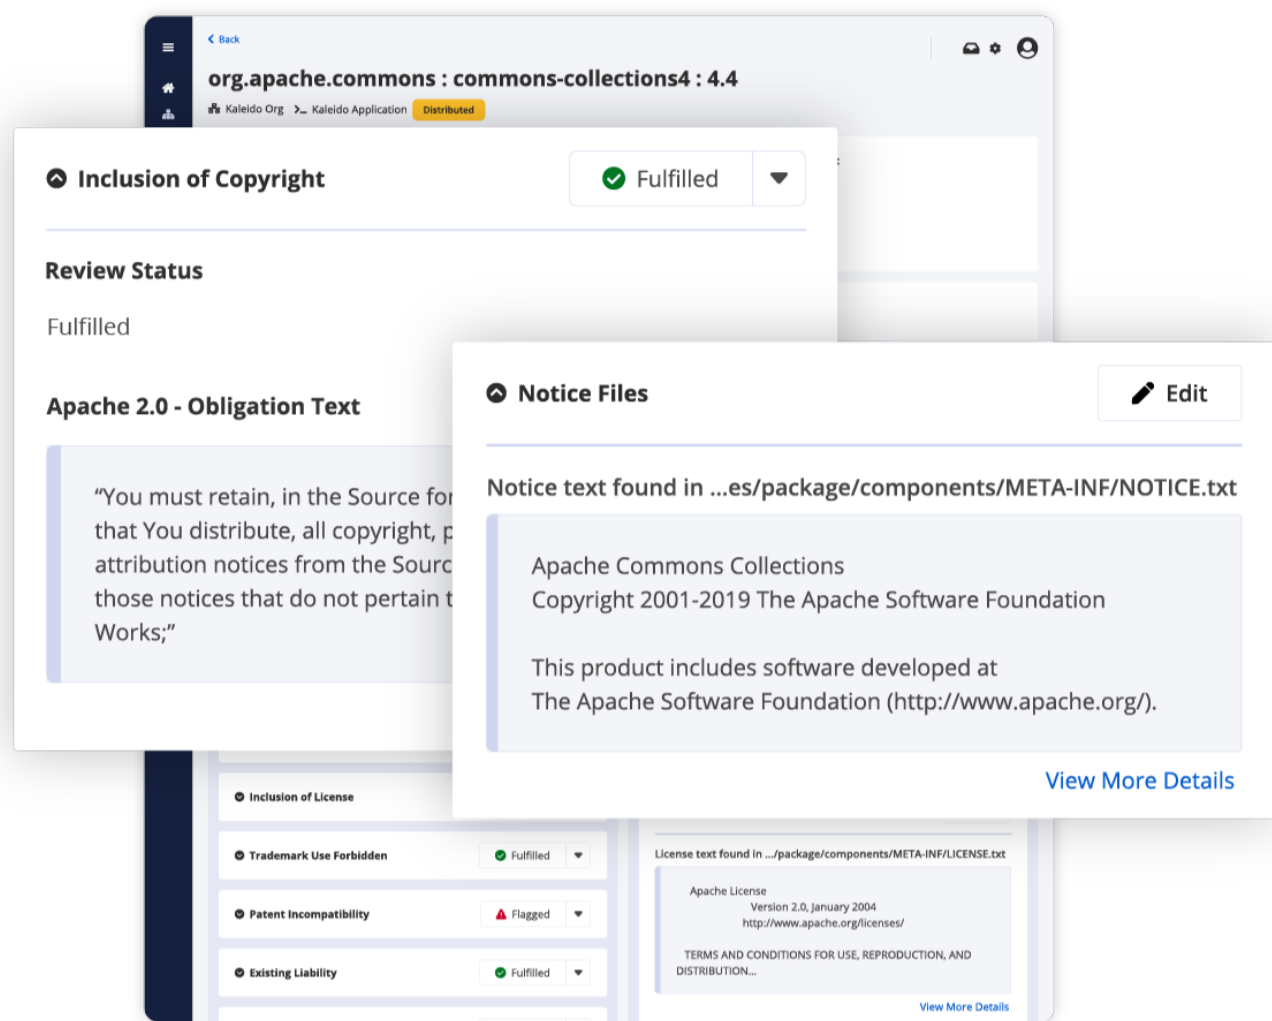 Back
org.apache.commons : commons-collections4 : 4.4
Kaleido Org Kaleido Application Distributed
Inclusion of Copyright
Fulfilled
Review Status
Fulfilled
Apache 2.0 - Obligation Text
“You must retain, in the Source for
that You distribute, all copyright, p
attribution notices from the Sourc
those notices that do not pertain t
Works;”
Notice Files
Edit
Notice text found in ...es/package/components/META-INF/NOTICE.txt
Apache Commons Collections
Copyright 2001-2019 The Apache Software Foundation
This product includes software developed at
The Apache Software Foundation (http://www.apache.org/).
View More Details
Inclusion of License
Trademark Use Forbidden Fulfilled
Patent Incompatibility Flagged
Existing Liability Fulfilled
License text found in .../package/components/META-INF/LICENSE.txt
Apache License
Version 2.0, January 2004
http://www.apache.org/licenses/
TERMS AND CONDITIONS FOR USE, REPRODUCTION, AND
DISTRIBUTION...
View More Details